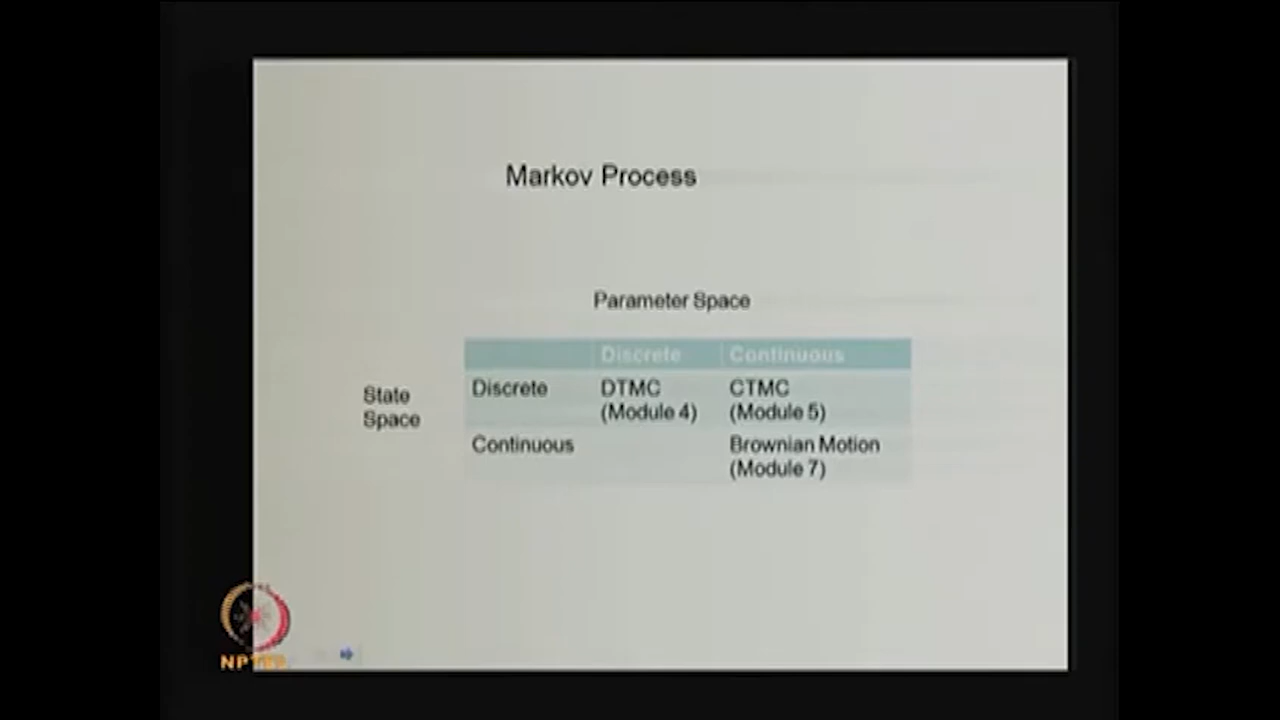 Markov Process
Parameter Space
Discrete Continuous
State
Space
Discrete DTMC CTMC
(Module 4) (Module 5)
Continuous Brownian Motion
(Module 7)
NPTEL